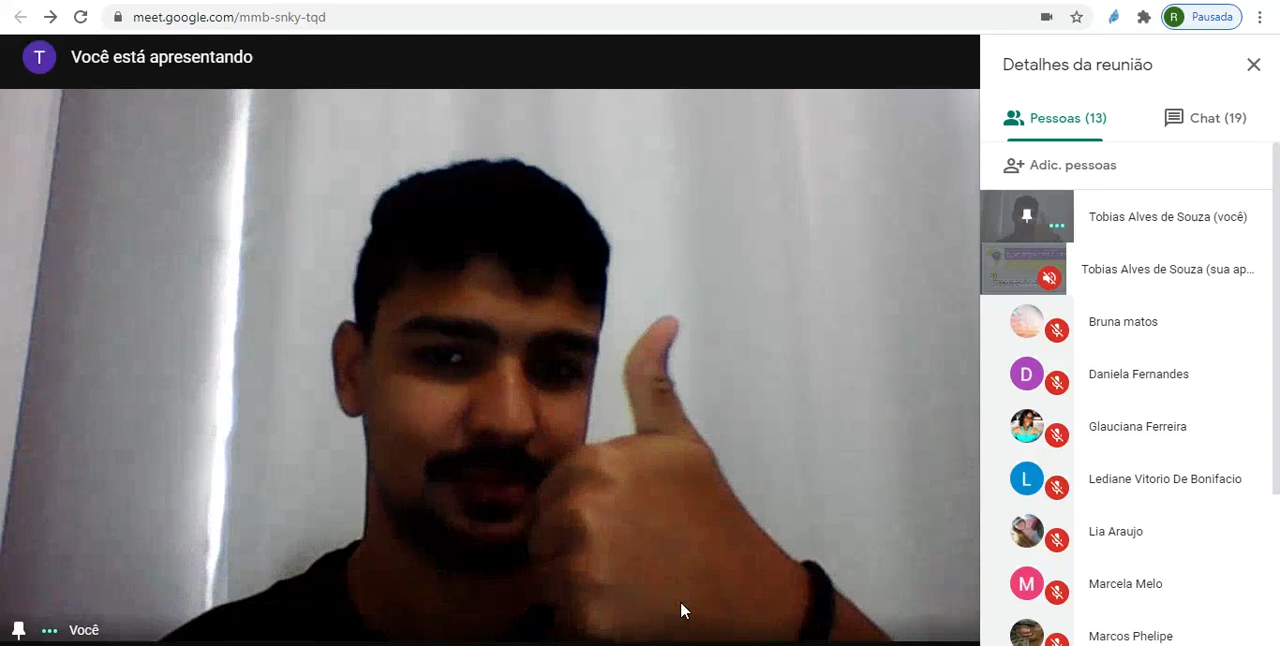 meet.google.com/mmb-snky-tqd
R
Pausada
T
Você está apresentando
Você
Detalhes da reunião
Pessoas (13)
Chat (19)
Adic. pessoas
Tobias Alves de Souza (você)
Tobias Alves de Souza (sua ap...
Bruna matos
D
Daniela Fernandes
Glauciana Ferreira
L
Lediane Vitorio De Bonifacio
Lia Araujo
M
Marcela Melo
Marcos Phelipe